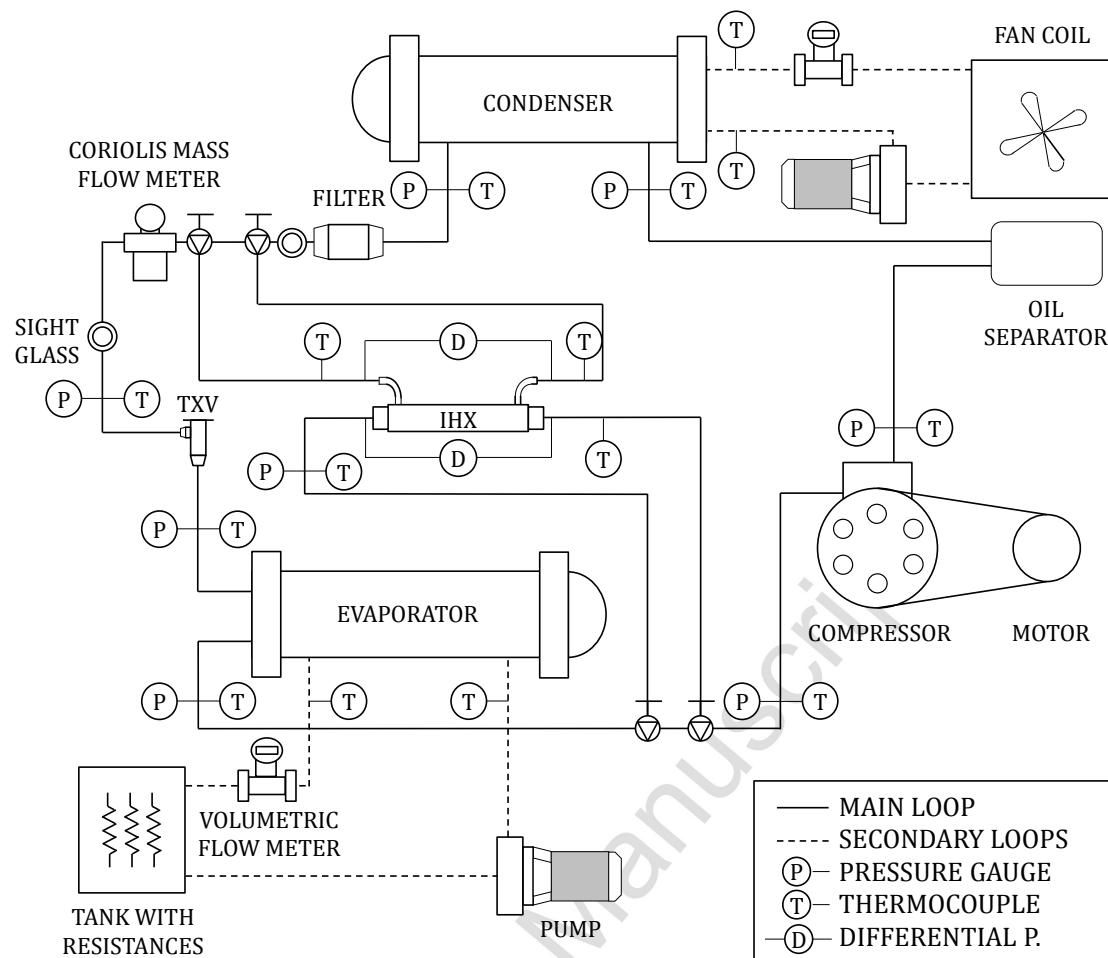 T
FAN COIL
CONDENSER
CORIOLIS MASS
FLOW METER
T
FILTER
P T
P T
OIL
SEPARATOR
SIGHT
GLASS
T
D
T
P T
TXV
IHX
P T
D
T
P T
P T
EVAPORATOR
COMPRESSOR
MOTOR
P T
T
T
P T
VOLUMETRIC
FLOW METER
TANK WITH
RESISTANCES
PUMP
MAIN LOOP
SECONDARY LOOPS
P PRESSURE GAUGE
T THERMOCOUPLE
D DIFFERENTIAL P.
Manuscrip